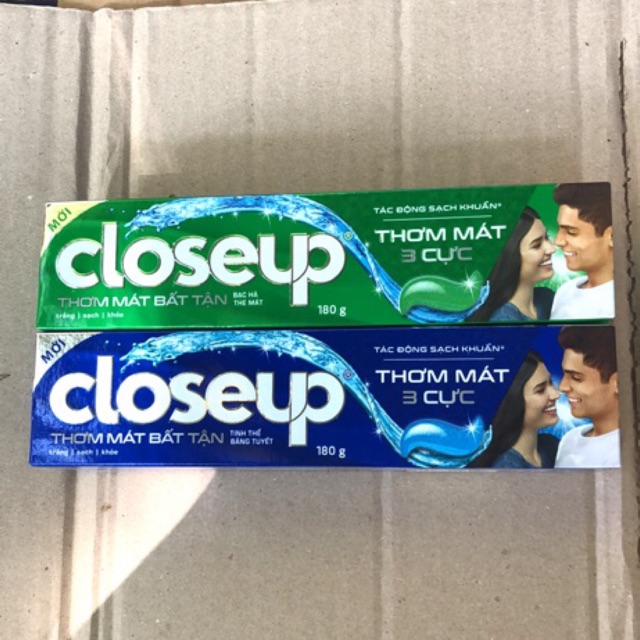 MỚI
TÁC ĐỘNG SẠCH KHUẨN*
closeup®
THƠM MÁT
3 CỰC
THƠM MÁT BẤT TẬN
BẠC HÀ
THE MÁT
trắng | sạch | khỏe
180 g
MỚI
TÁC ĐỘNG SẠCH KHUẨN*
closeup®
THƠM MÁT
3 CỰC
THƠM MÁT BẤT TẬN
TINH THỂ
BĂNG TUYẾT
trắng | sạch | khỏe
180 g